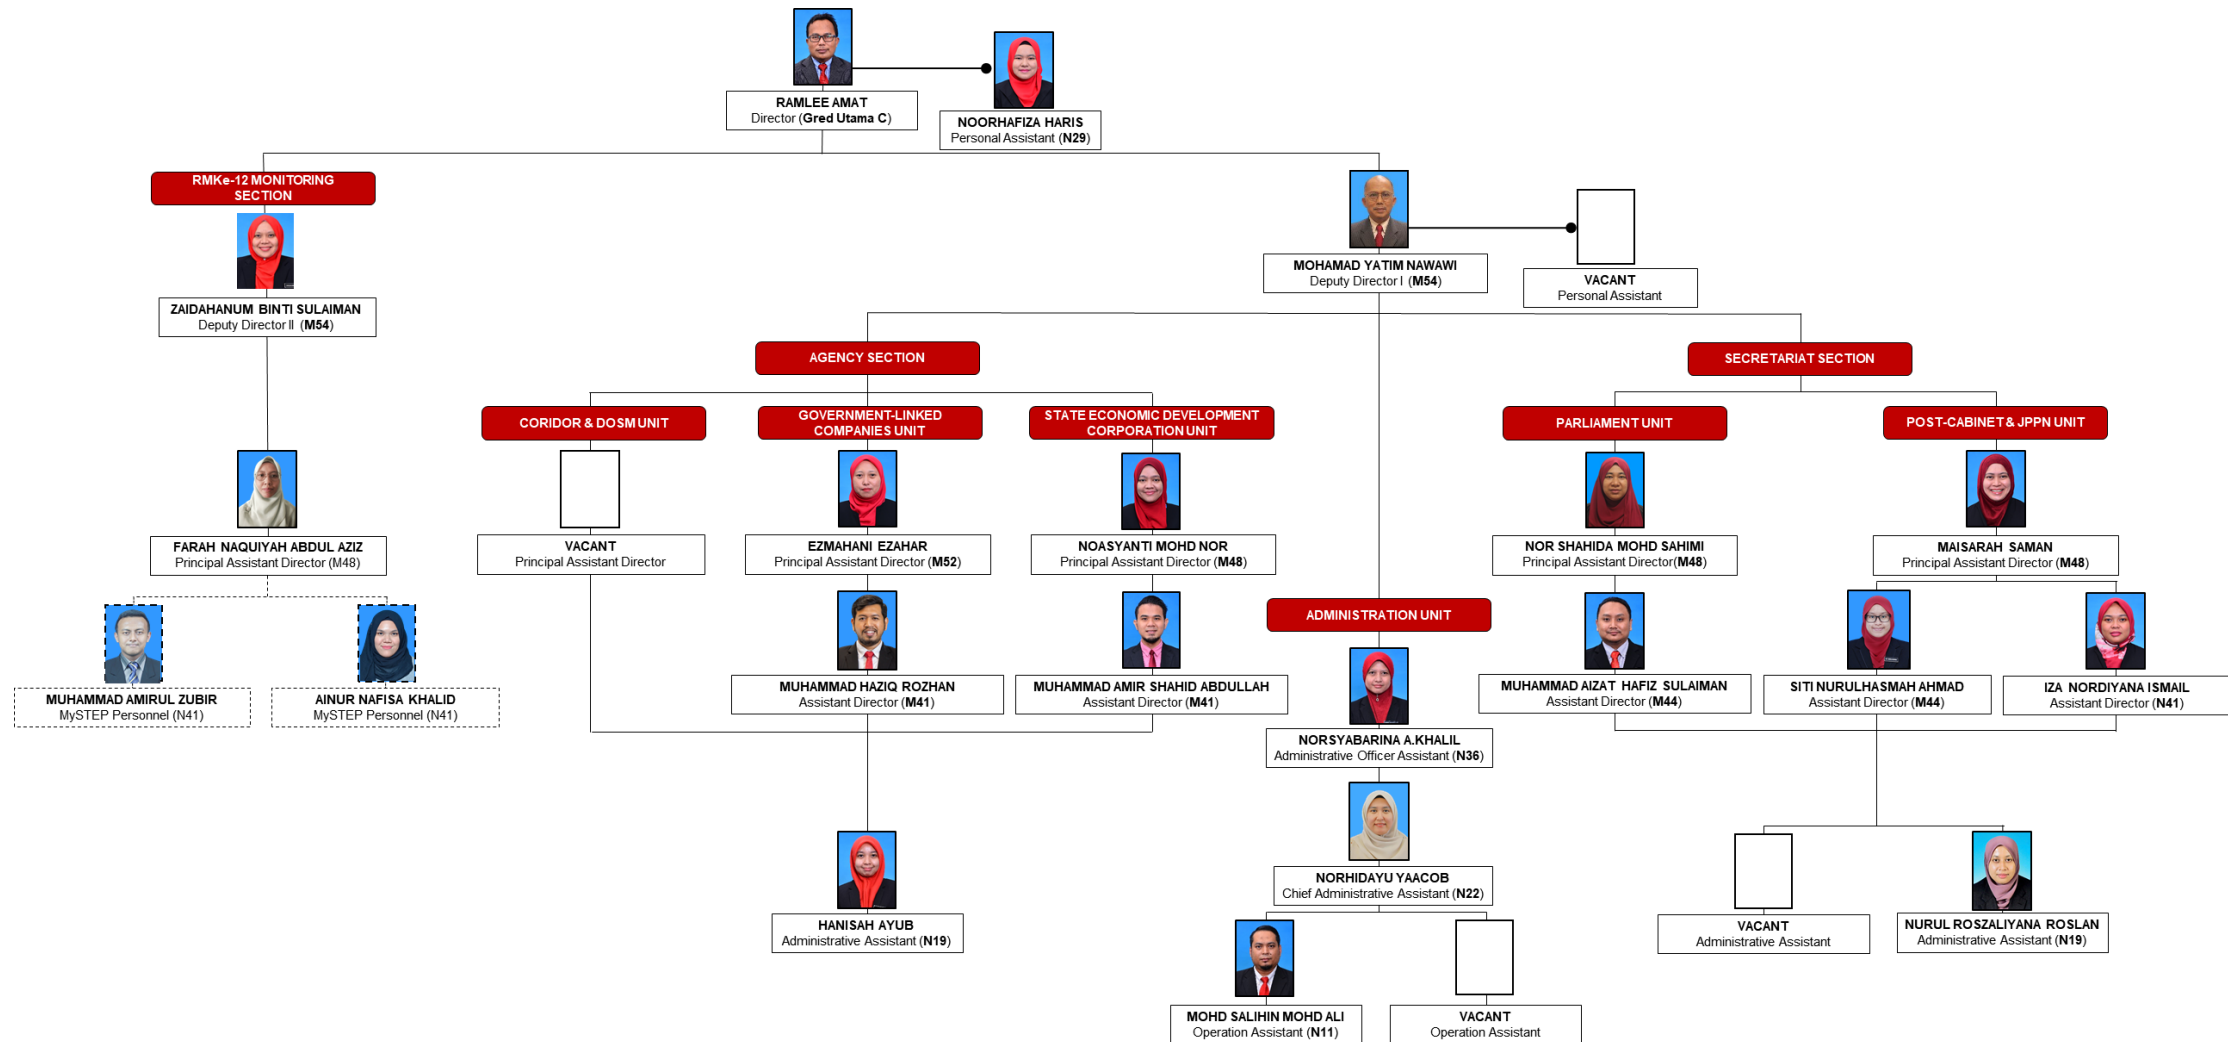 RAMLEE AMAT
Director (Gred Utama C)
NOORHAFIZA HARIS
Personal Assistant (N29)
RMKe-12 MONITORING
SECTION
ZAIDAHANUM BINTI SULAIMAN
Deputy Director II (M54)
MOHAMAD YATIM NAWAWI
Deputy Director I (M54)
VACANT
Personal Assistant
AGENCY SECTION
SECRETARIAT SECTION
CORIDOR & DOSM UNIT
GOVERNMENT-LINKED
COMPANIES UNIT
STATE ECONOMIC DEVELOPMENT
CORPORATION UNIT
PARLIAMENT UNIT
POST-CABINET & JPPN UNIT
FARAH NAQUIYAH ABDUL AZIZ
Principal Assistant Director (M48)
VACANT
Principal Assistant Director
EZMAHANI EZAHAR
Principal Assistant Director (M52)
NOASYANTI MOHD NOR
Principal Assistant Director (M48)
NOR SHAHIDA MOHD SAHIMI
Principal Assistant Director(M48)
MAISARAH SAMAN
Principal Assistant Director (M48)
ADMINISTRATION UNIT
MUHAMMAD AMIRUL ZUBIR
MySTEP Personnel (N41)
AINUR NAFISA KHALID
MySTEP Personnel (N41)
MUHAMMAD HAZIQ ROZHAN
Assistant Director (M41)
MUHAMMAD AMIR SHAHID ABDULLAH
Assistant Director (M41)
MUHAMMAD AIZAT HAFIZ SULAIMAN
Assistant Director (M44)
SITI NURULHASMAH AHMAD
Assistant Director (M44)
IZA NORDIYANA ISMAIL
Assistant Director (N41)
NORSYABARINA A.KHALIL
Administrative Officer Assistant (N36)
NORHIDAYU YAACOB
Chief Administrative Assistant (N22)
HANISAH AYUB
Administrative Assistant (N19)
VACANT
Administrative Assistant
NURUL ROSZALIYANA ROSLAN
Administrative Assistant (N19)
MOHD SALIHIN MOHD ALI
Operation Assistant (N11)
VACANT
Operation Assistant